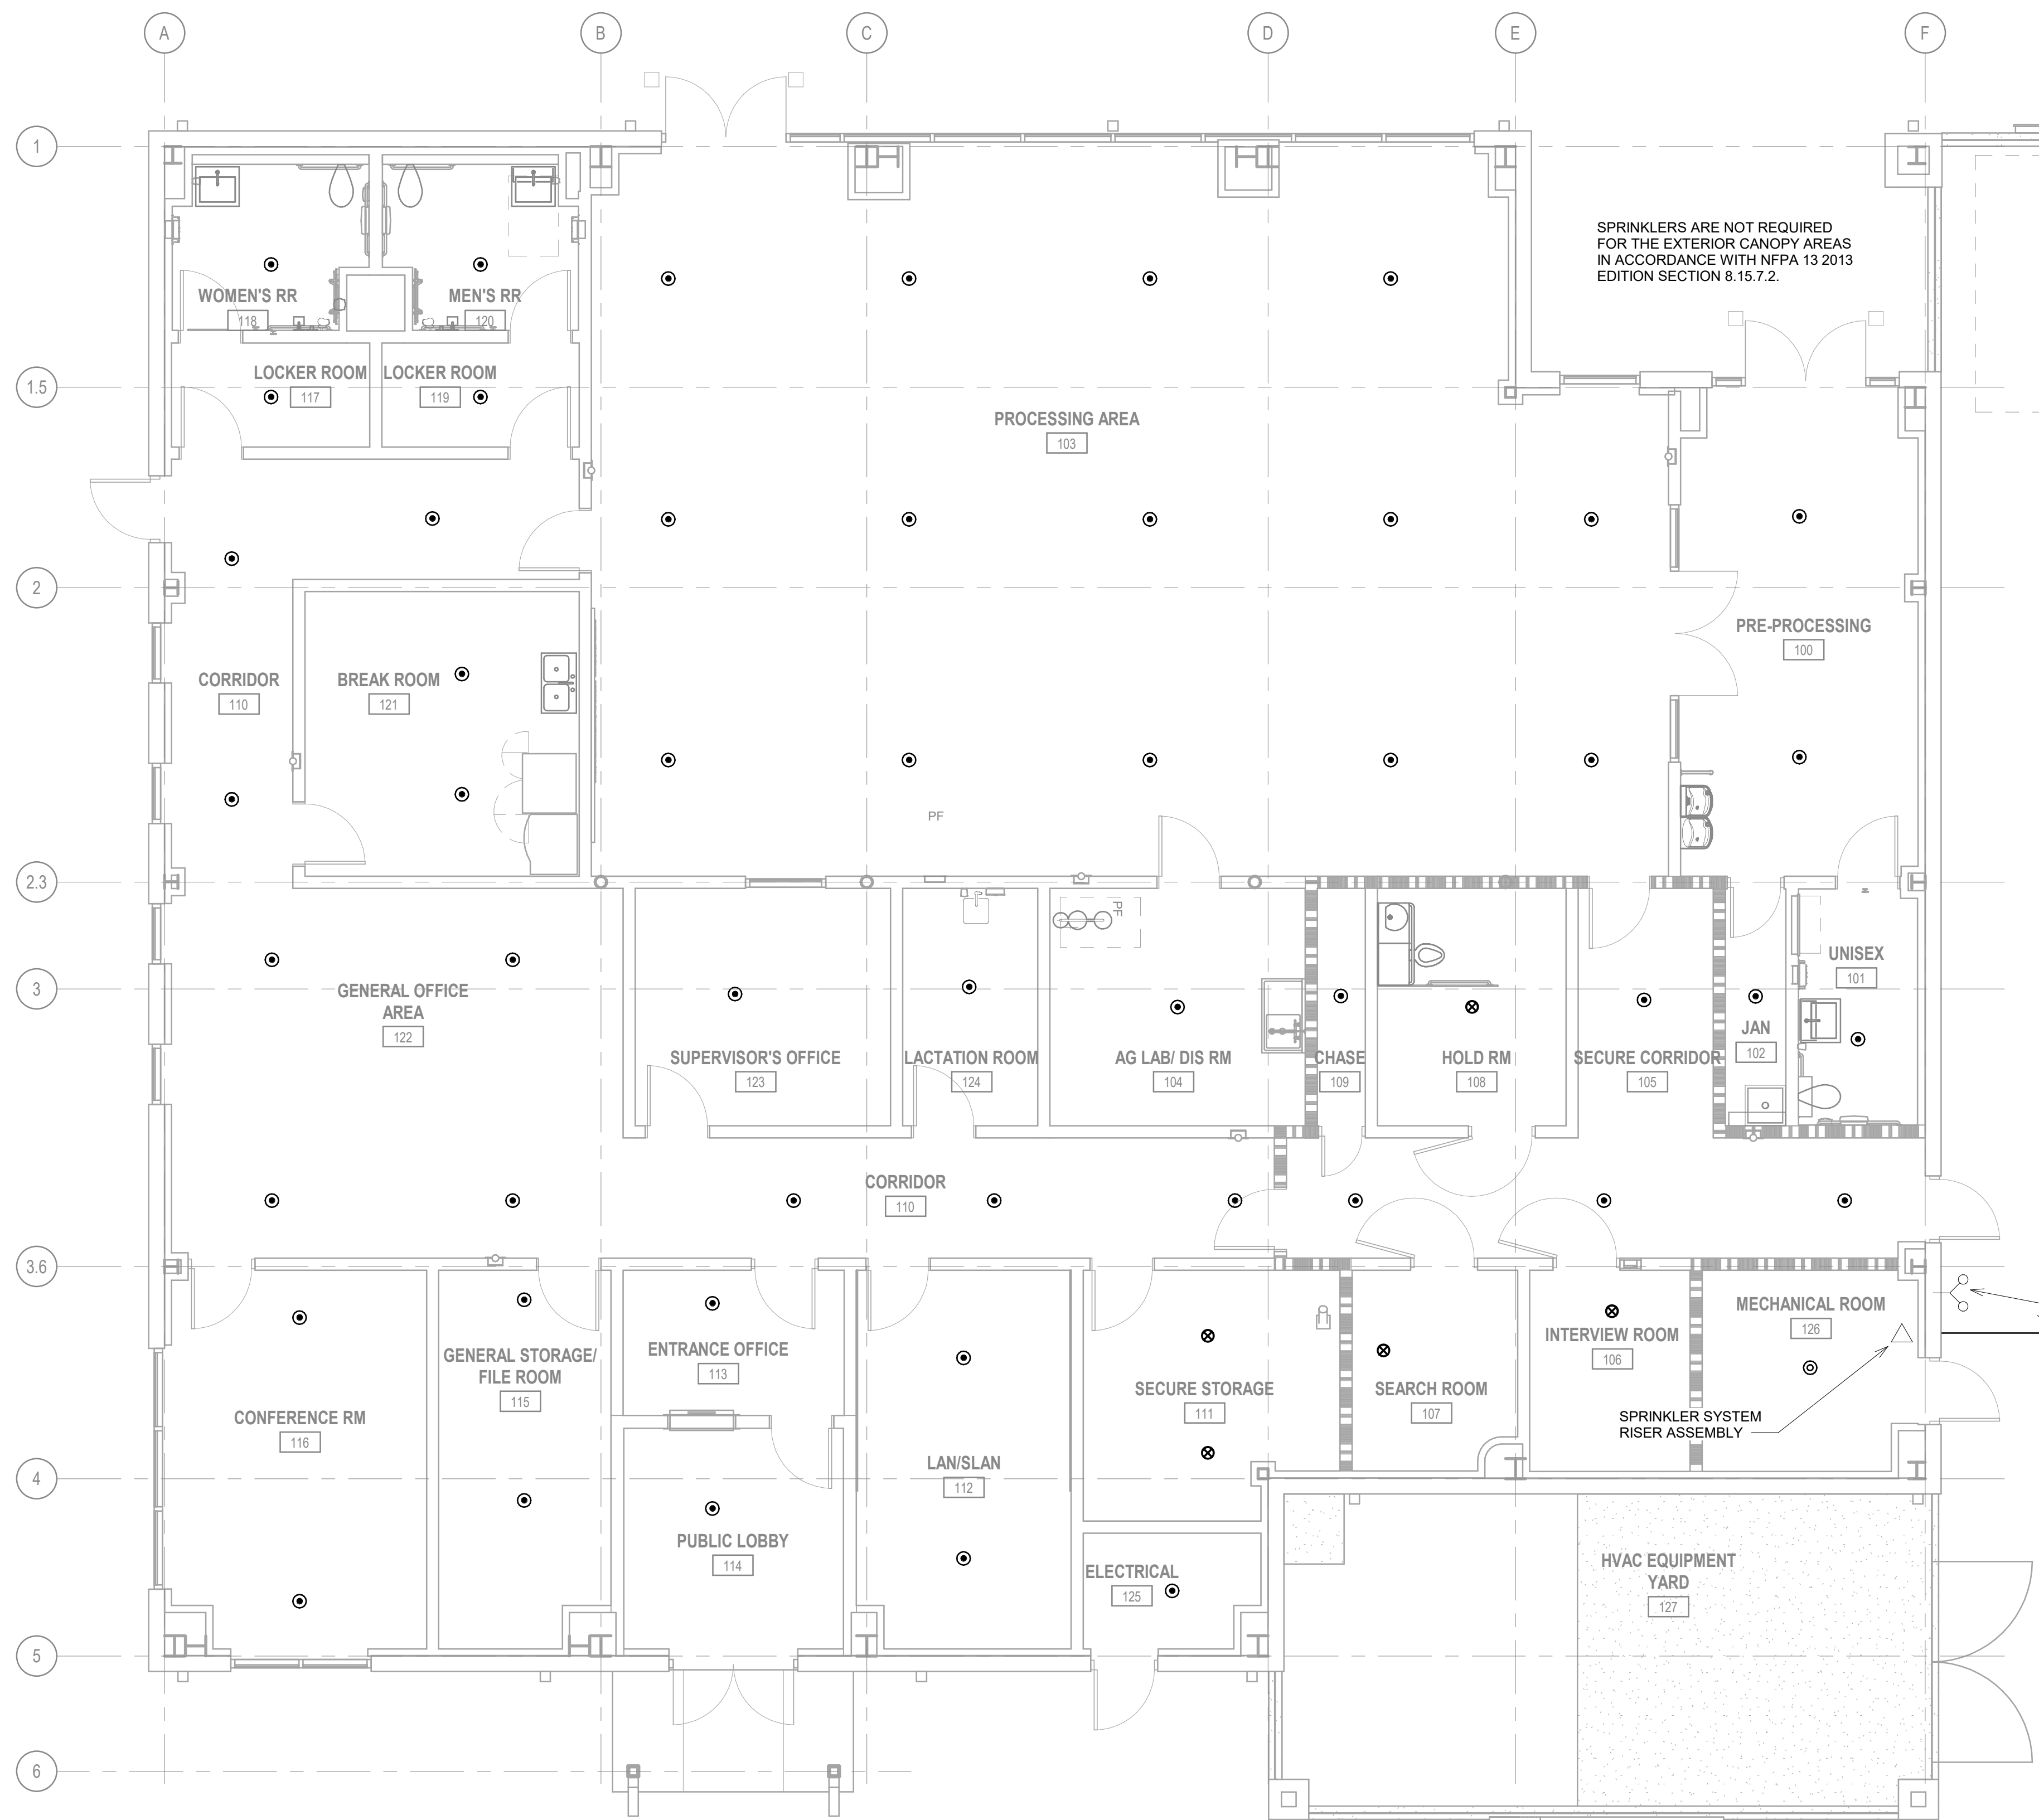 A
B
C
D
E
F
1
SPRINKLERS ARE NOT REQUIRED
FOR THE EXTERIOR CANOPY AREAS
IN ACCORDANCE WITH NFPA 13 2013
EDITION SECTION 8.15.7.2.
WOMEN'S RR
118
MEN'S RR
120
LOCKER ROOM
117
LOCKER ROOM
119
1.5
PROCESSING AREA
103
2
PRE-PROCESSING
100
CORRIDOR
110
BREAK ROOM
121
PF
2.3
PF
UNISEX
101
3
GENERAL OFFICE
AREA
122
SUPERVISOR'S OFFICE
123
LACTATION ROOM
124
AG LAB/ DIS RM
104
CHASE
109
HOLD RM
108
SECURE CORRIDOR
105
JAN
102
CORRIDOR
110
3.6
MECHANICAL ROOM
126
INTERVIEW ROOM
106
ENTRANCE OFFICE
113
GENERAL STORAGE/
FILE ROOM
115
SECURE STORAGE
111
SEARCH ROOM
107
CONFERENCE RM
116
SPRINKLER SYSTEM
RISER ASSEMBLY
4
LAN/SLAN
112
PUBLIC LOBBY
114
ELECTRICAL
125
HVAC EQUIPMENT
YARD
127
5
6